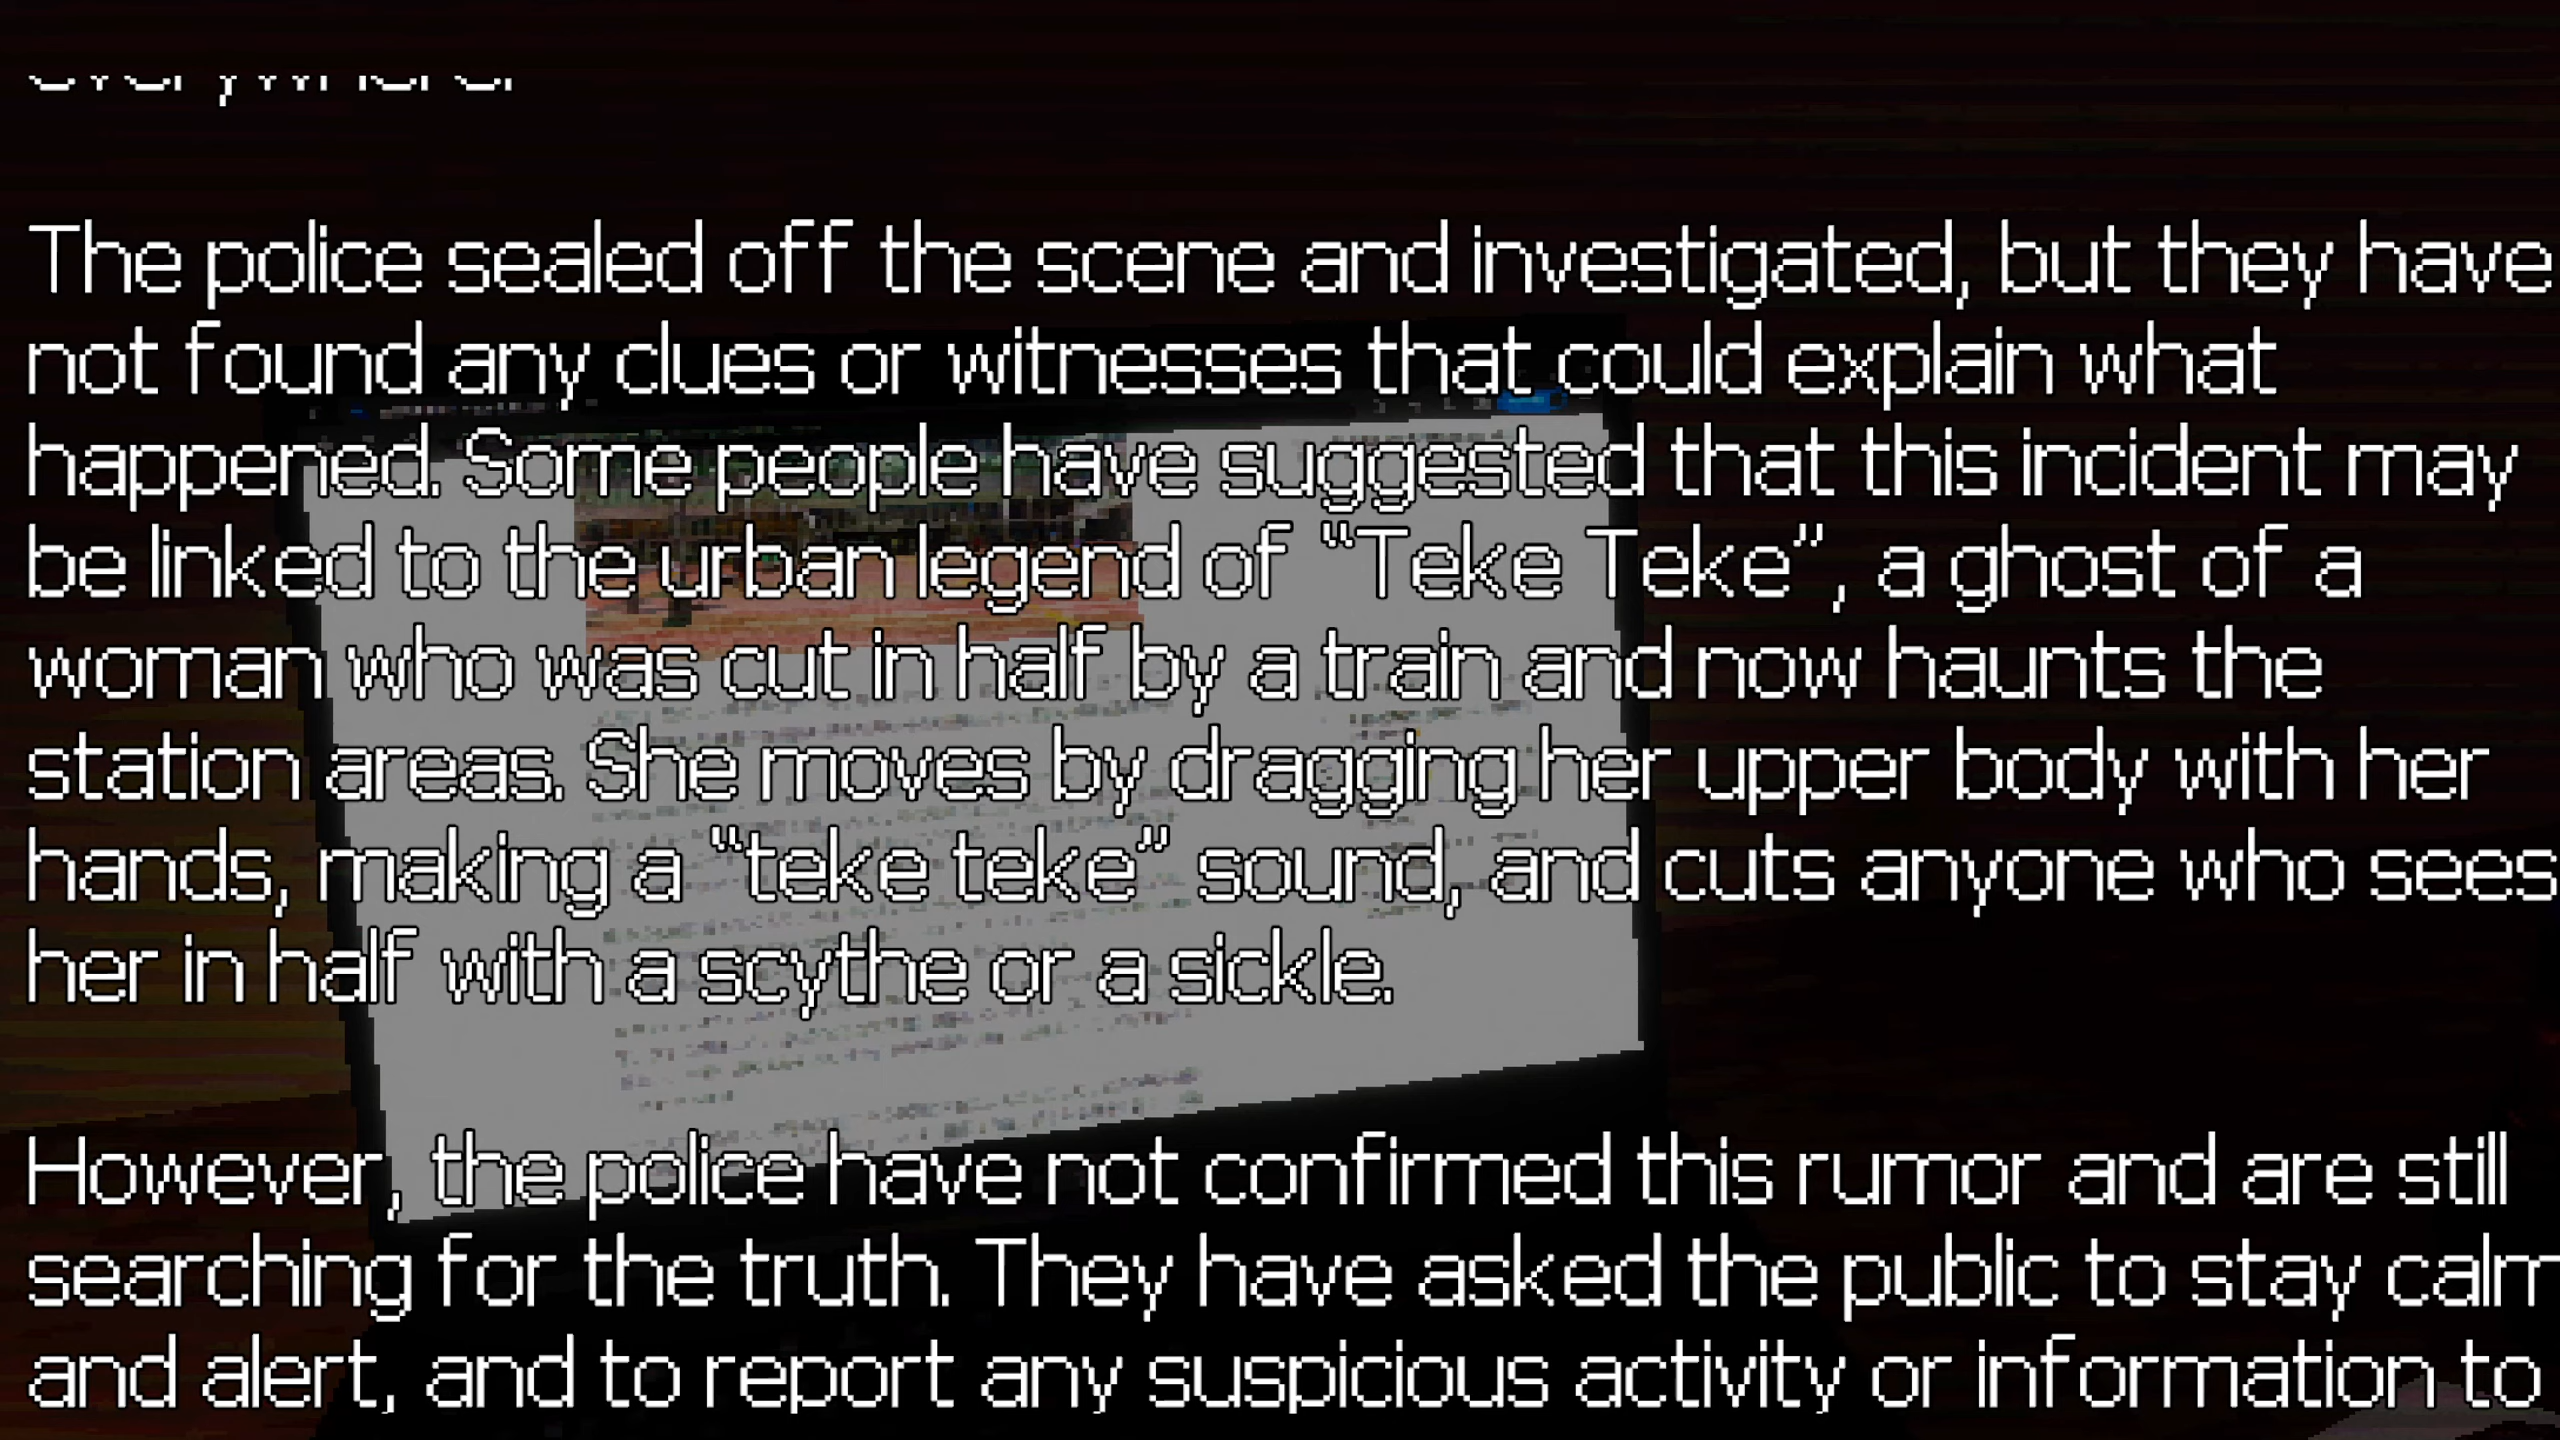 everywhere.
The police sealed off the scene and investigated, but they have
not found any clues or witnesses that could explain what
happened. Some people have suggested that this incident may
be linked to the urban legend of “Teke Teke”, a ghost of a
woman who was cut in half by a train and now haunts the
station areas. She moves by dragging her upper body with her
hands, making a “teke teke” sound, and cuts anyone who sees
her in half with a scythe or a sickle.
However, the police have not confirmed this rumor and are still
searching for the truth. They have asked the public to stay calm
and alert, and to report any suspicious activity or information to